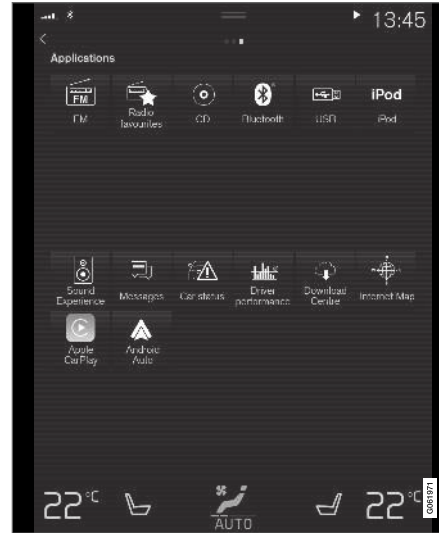 13:45
Applications
FM
iPod
FM
Radio
favourites
CD
Bluetooth
USB
iPod
Sound
Experience
Messages
Car status
Driver
performance
Download
Centre
Internet Map
Apple
CarPlay
Android
Auto
22°C
AUTO
22°C
G061971